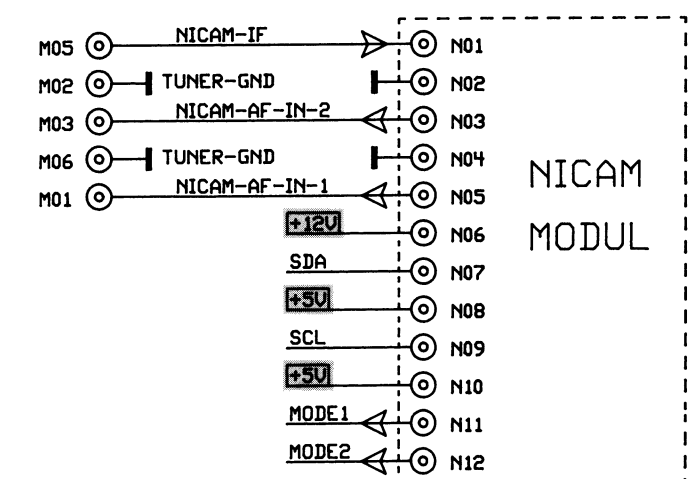 M05 NICAM-IF N01
M02 TUNER-GND N02
M03 NICAM-AF-IN-2 N03
M06 TUNER-GND N04
M01 NICAM-AF-IN-1 N05
+12V N06
SDA N07
+5V N08
SCL N09
+5V N10
MODE1 N11
MODE2 N12
NICAM
MODUL